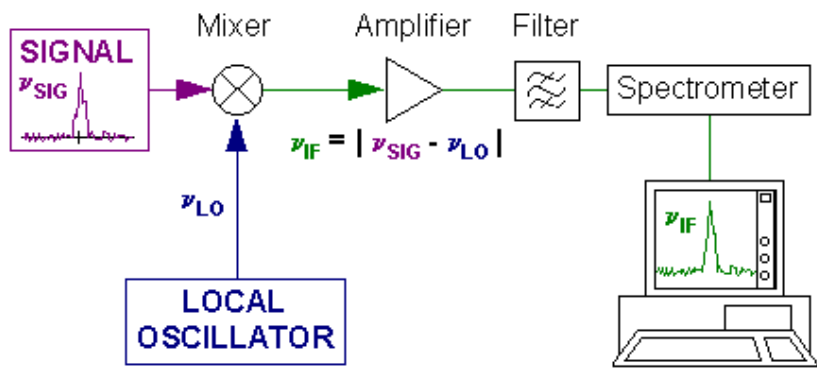 Mixer Amplifier Filter
SIGNAL
νSIG
Spectrometer
νIF = | νSIG - νLO |
νLO
νIF
LOCAL
OSCILLATOR